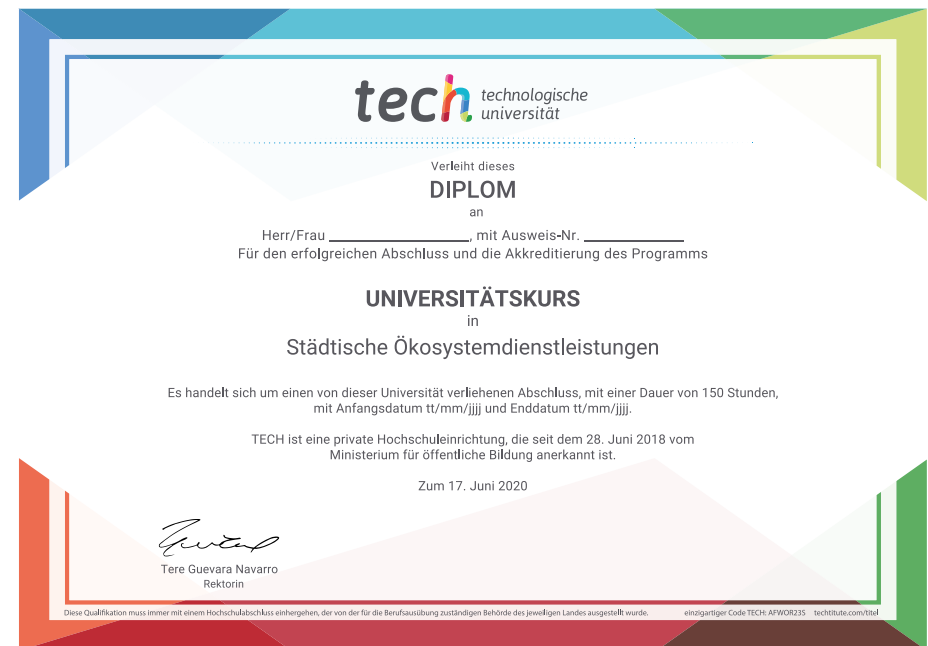 tech technologische
universität
Verleiht dieses
DIPLOM
an
Herr/Frau ____________, mit Ausweis-Nr. ____________
Für den erfolgreichen Abschluss und die Akkreditierung des Programms
UNIVERSITÄTSKURS
in
Städtische Ökosystemdienstleistungen
Es handelt sich um einen von dieser Universität verliehenen Abschluss, mit einer Dauer von 150 Stunden,
mit Anfangsdatum tt/mm/jjjj und Enddatum tt/mm/jjjj.
TECH ist eine private Hochschuleinrichtung, die seit dem 28. Juni 2018 vom
Ministerium für öffentliche Bildung anerkannt ist.
Zum 17. Juni 2020
Tere Guevara Navarro
Rektorin
Diese Qualifikation muss immer mit einem Hochschulabschluss einhergehen, der von der für die Berufsausübung zuständigen Behörde des jeweiligen Landes ausgestellt wurde. einzigartiger Code TECH: AFWOR23S techtitute.com/titel